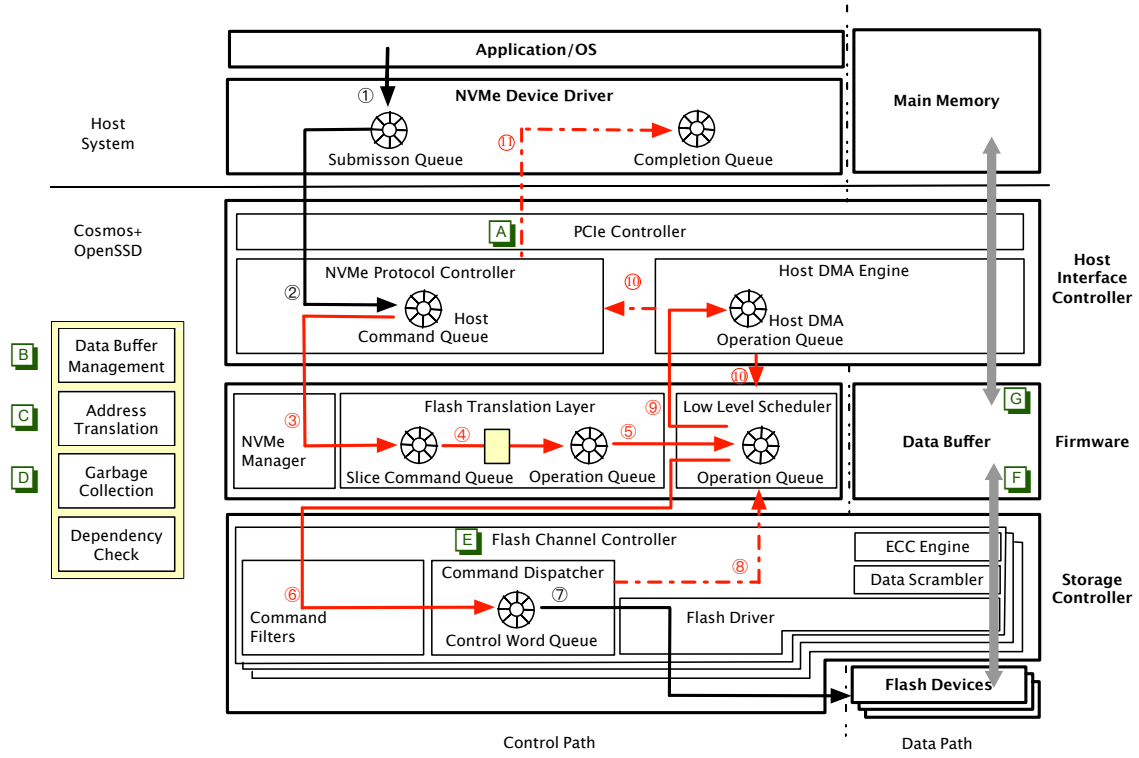 Application/OS
Main Memory
NVMe Device Driver
①
Host
System
Submisson Queue
⑪
Completion Queue
Cosmos+
OpenSSD
A
PCIe Controller
Host
Interface
Controller
NVMe Protocol Controller
②
Host
Command Queue
⑩
Host DMA Engine
Host DMA
Operation Queue
⑩
B
Data Buffer
Management
C
Address
Translation
D
Garbage
Collection
Dependency
Check
③
NVMe
Manager
Flash Translation Layer
④
Slice Command Queue
Operation Queue
⑤
⑨
Low Level Scheduler
Operation Queue
G
Data Buffer
F
Firmware
E
Flash Channel Controller
ECC Engine
Data Scrambler
Storage
Controller
⑥
Command
Filters
Command Dispatcher
⑦
Control Word Queue
⑧
Flash Driver
Flash Devices
Control Path
Data Path